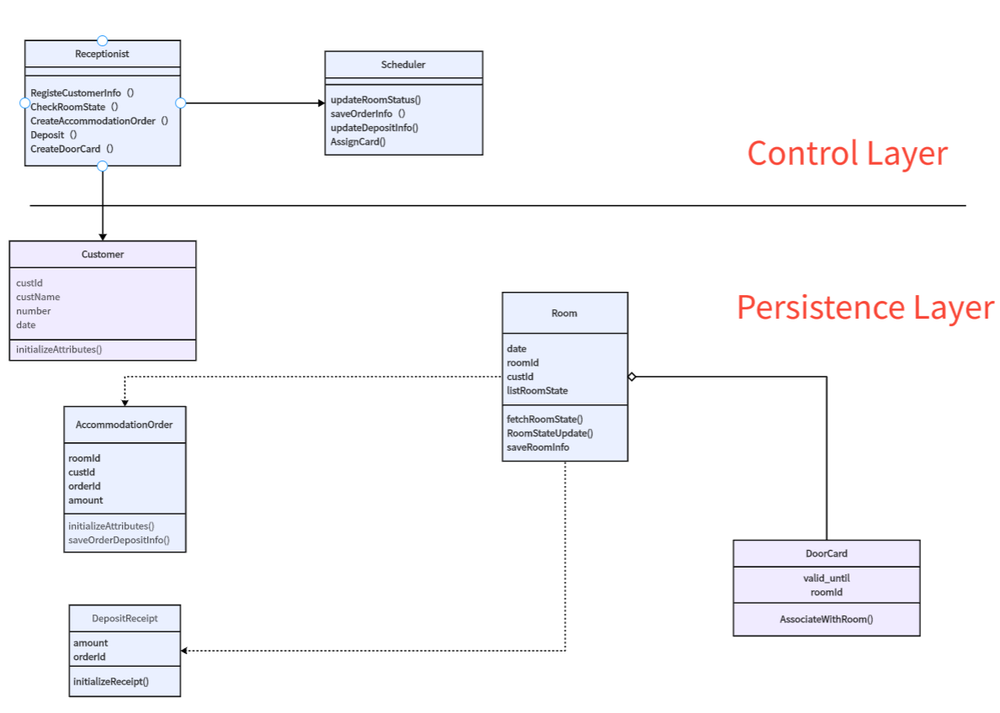 Receptionist
RegisteCustomerInfo ()
CheckRoomState ()
CreateAccommodationOrder ()
Deposit ()
CreateDoorCard ()
Scheduler
updateRoomStatus()
saveOrderInfo ()
updateDepositInfo()
AssignCard()
Control Layer
Customer
custId
custName
number
date
initializeAttributes()
Persistence Layer
Room
date
roomId
custId
listRoomState
fetchRoomState()
RoomStateUpdate()
saveRoomInfo
AccommodationOrder
roomId
custId
orderId
amount
initializeAttributes()
saveOrderDepositInfo()
DoorCard
valid_until
roomId
AssociateWithRoom()
DepositReceipt
amount
orderId
initializeReceipt()